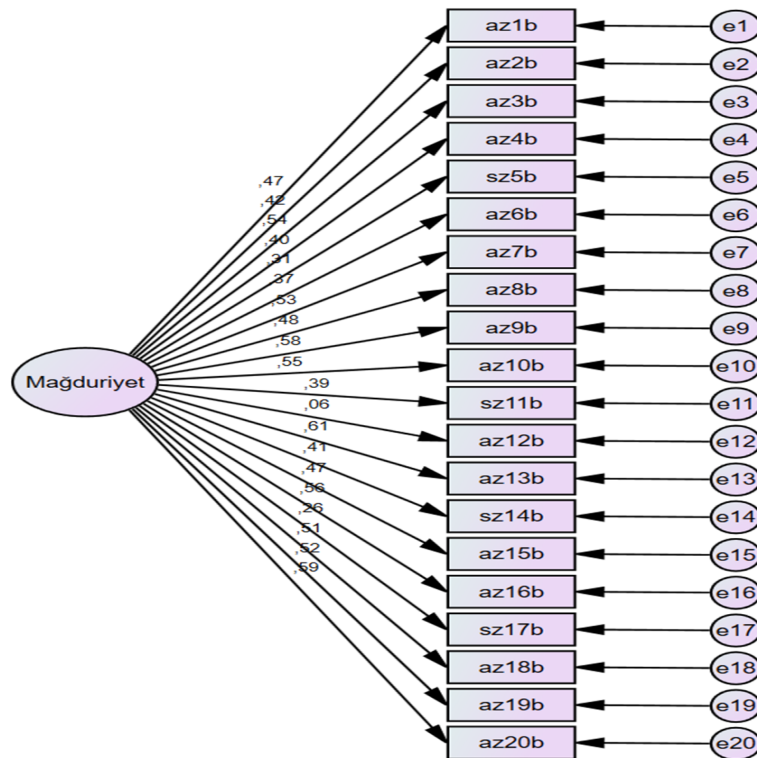 az1b e1
az2b e2
az3b e3
az4b e4
,47
sz5b e5
,42
,54
az6b e6
,40
,31
az7b e7
,37
,53
az8b e8
,48
az9b e9
,58
,55
az10b e10
Mağduriyet
,39
sz11b e11
,06
,61
az12b e12
,41
,47
az13b e13
,56
,26
sz14b e14
,51
,52
az15b e15
,59
az16b e16
sz17b e17
az18b e18
az19b e19
az20b e20